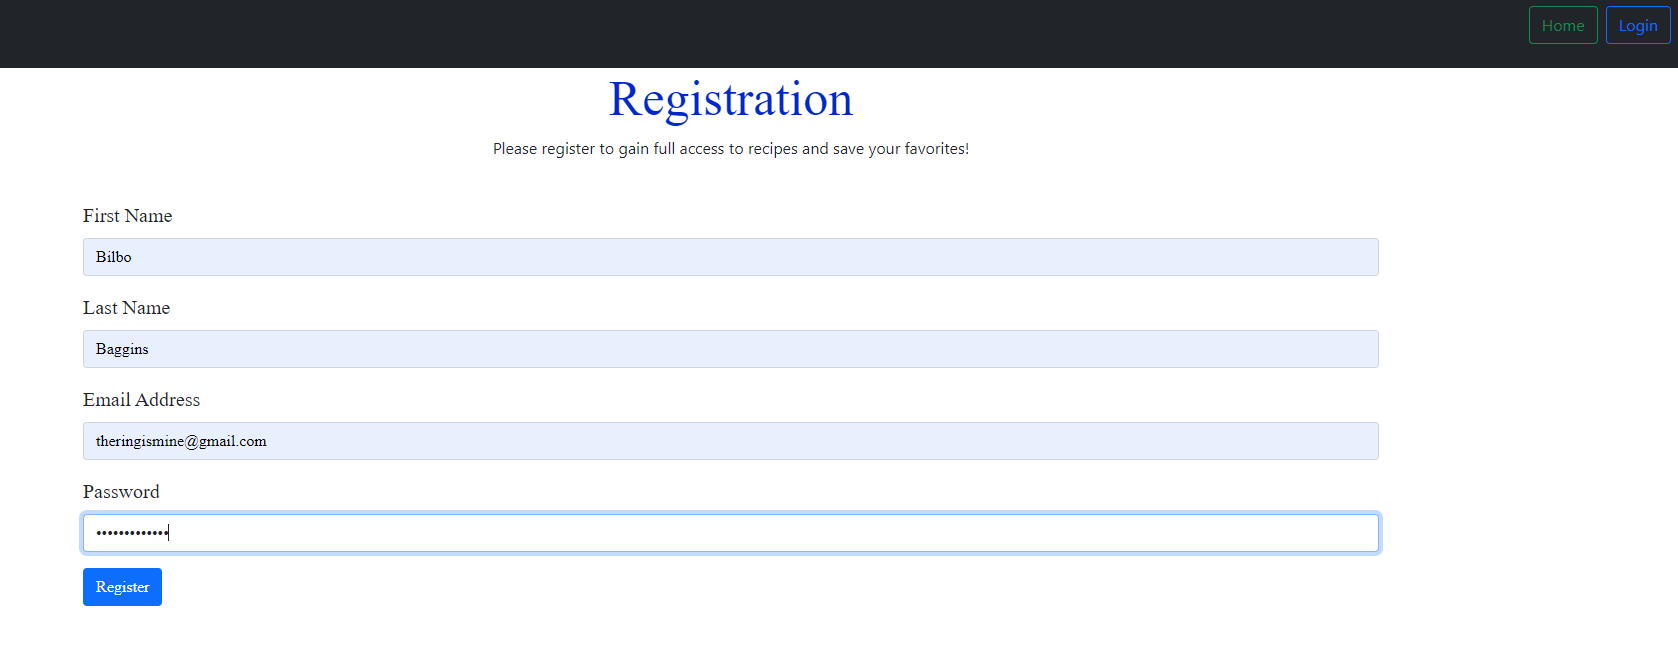 Home Login
Registration
Please register to gain full access to recipes and save your favorites!
First Name
Bilbo
Last Name
Baggins
Email Address
theringismine@gmail.com
Password
•••••••••••••
Register